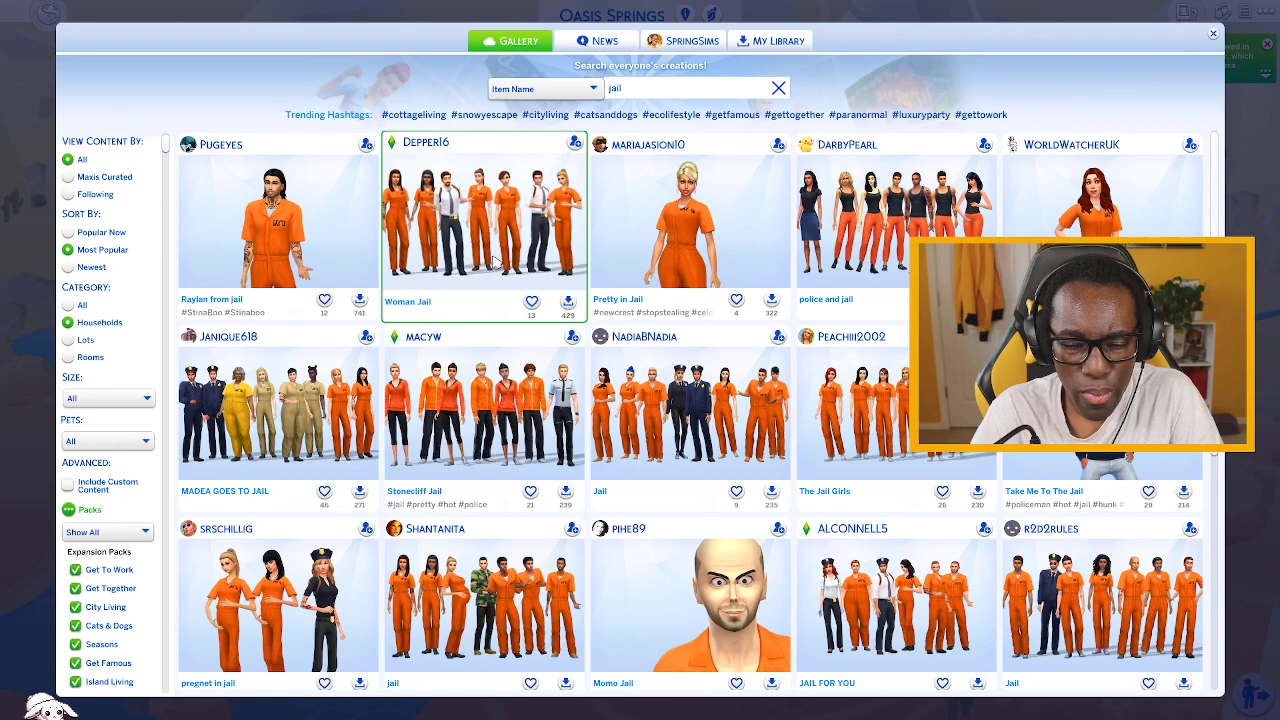 OASIS SPRINGS
GALLERY
NEWS
SPRINGSIMS
MY LIBRARY
Search everyone's creations!
Item Name
jail
Trending Hashtags: #cottageliving #snowyescape #cityliving #catsanddogs #ecolifestyle #getfamous #gettogether #paranormal #luxuryparty #gettowork
VIEW CONTENT BY:
All
Maxis Curated
Following
SORT BY:
Popular Now
Most Popular
Newest
CATEGORY:
All
Households
Lots
Rooms
SIZE:
All
PETS:
All
ADVANCED:
Include Custom
Content
Packs
Show All
Expansion Packs
Get To Work
Get Together
City Living
Cats & Dogs
Seasons
Get Famous
Island Living
PUGEYES
Raylan from jail
#StinaBoo #Stinaboo
12
741
DEPPER16
Woman Jail
13
429
MARIAJASION10
Pretty in Jail
#newcrest #stopstealing #cele
4
322
DARBYPEARL
police and jail
WORLDWATCHERUK
JANIQUE618
MADEA GOES TO JAIL
46
271
MACYW
Stonecliff Jail
#jail #pretty #hot #police
21
239
NADIABNADIA
Jail
9
235
PEACHIII2002
The Jail Girls
26
230
Take Me To The Jail
#policeman #hot #jail #hunk
29
214
SRSCHILLIG
pregnet in jail
SHANTANITA
jail
PIHE89
Momo Jail
ALCONNELL5
JAIL FOR YOU
R2D2RULES
Jail